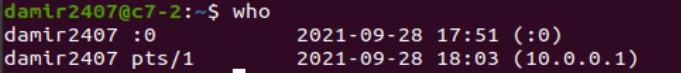 damir2407@c7-2:~$ who
damir2407 :0           2021-09-28 17:51 (:0)
damir2407 pts/1        2021-09-28 18:03 (10.0.0.1)